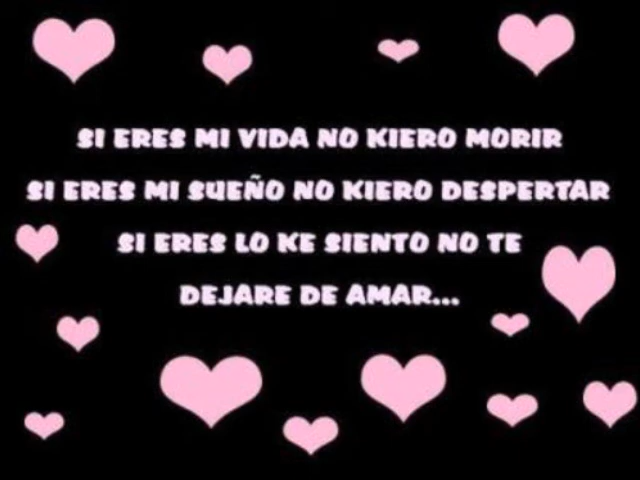 SI ERES MI VIDA NO KIERO MORIR
SI ERES MI SUEÑO NO KIERO DESPERTAR
SI ERES LO KE SIENTO NO TE
DEJARE DE AMAR...